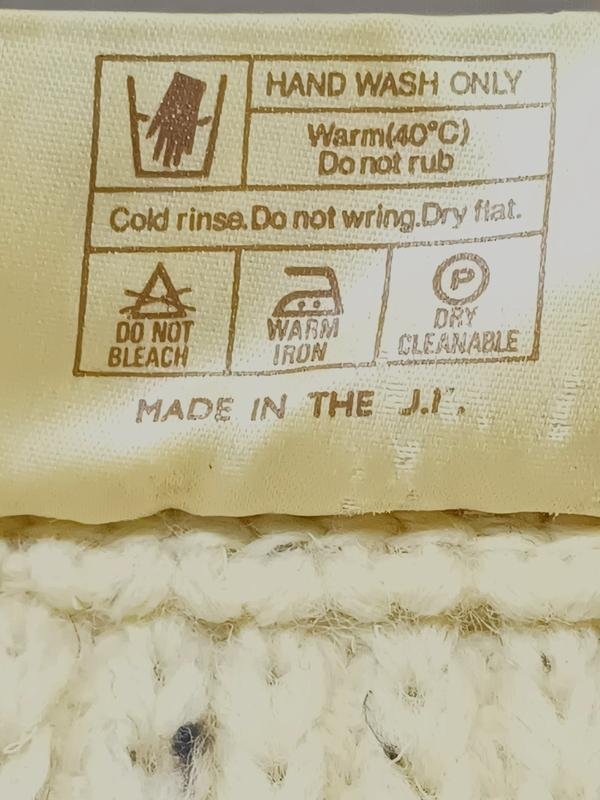 HAND WASH ONLY
Warm(40°C)
Do not rub
Cold rinse.Do not wring.Dry flat.
DO NOT
BLEACH
WARM
IRON
P
DRY
CLEANABLE
MADE IN THE